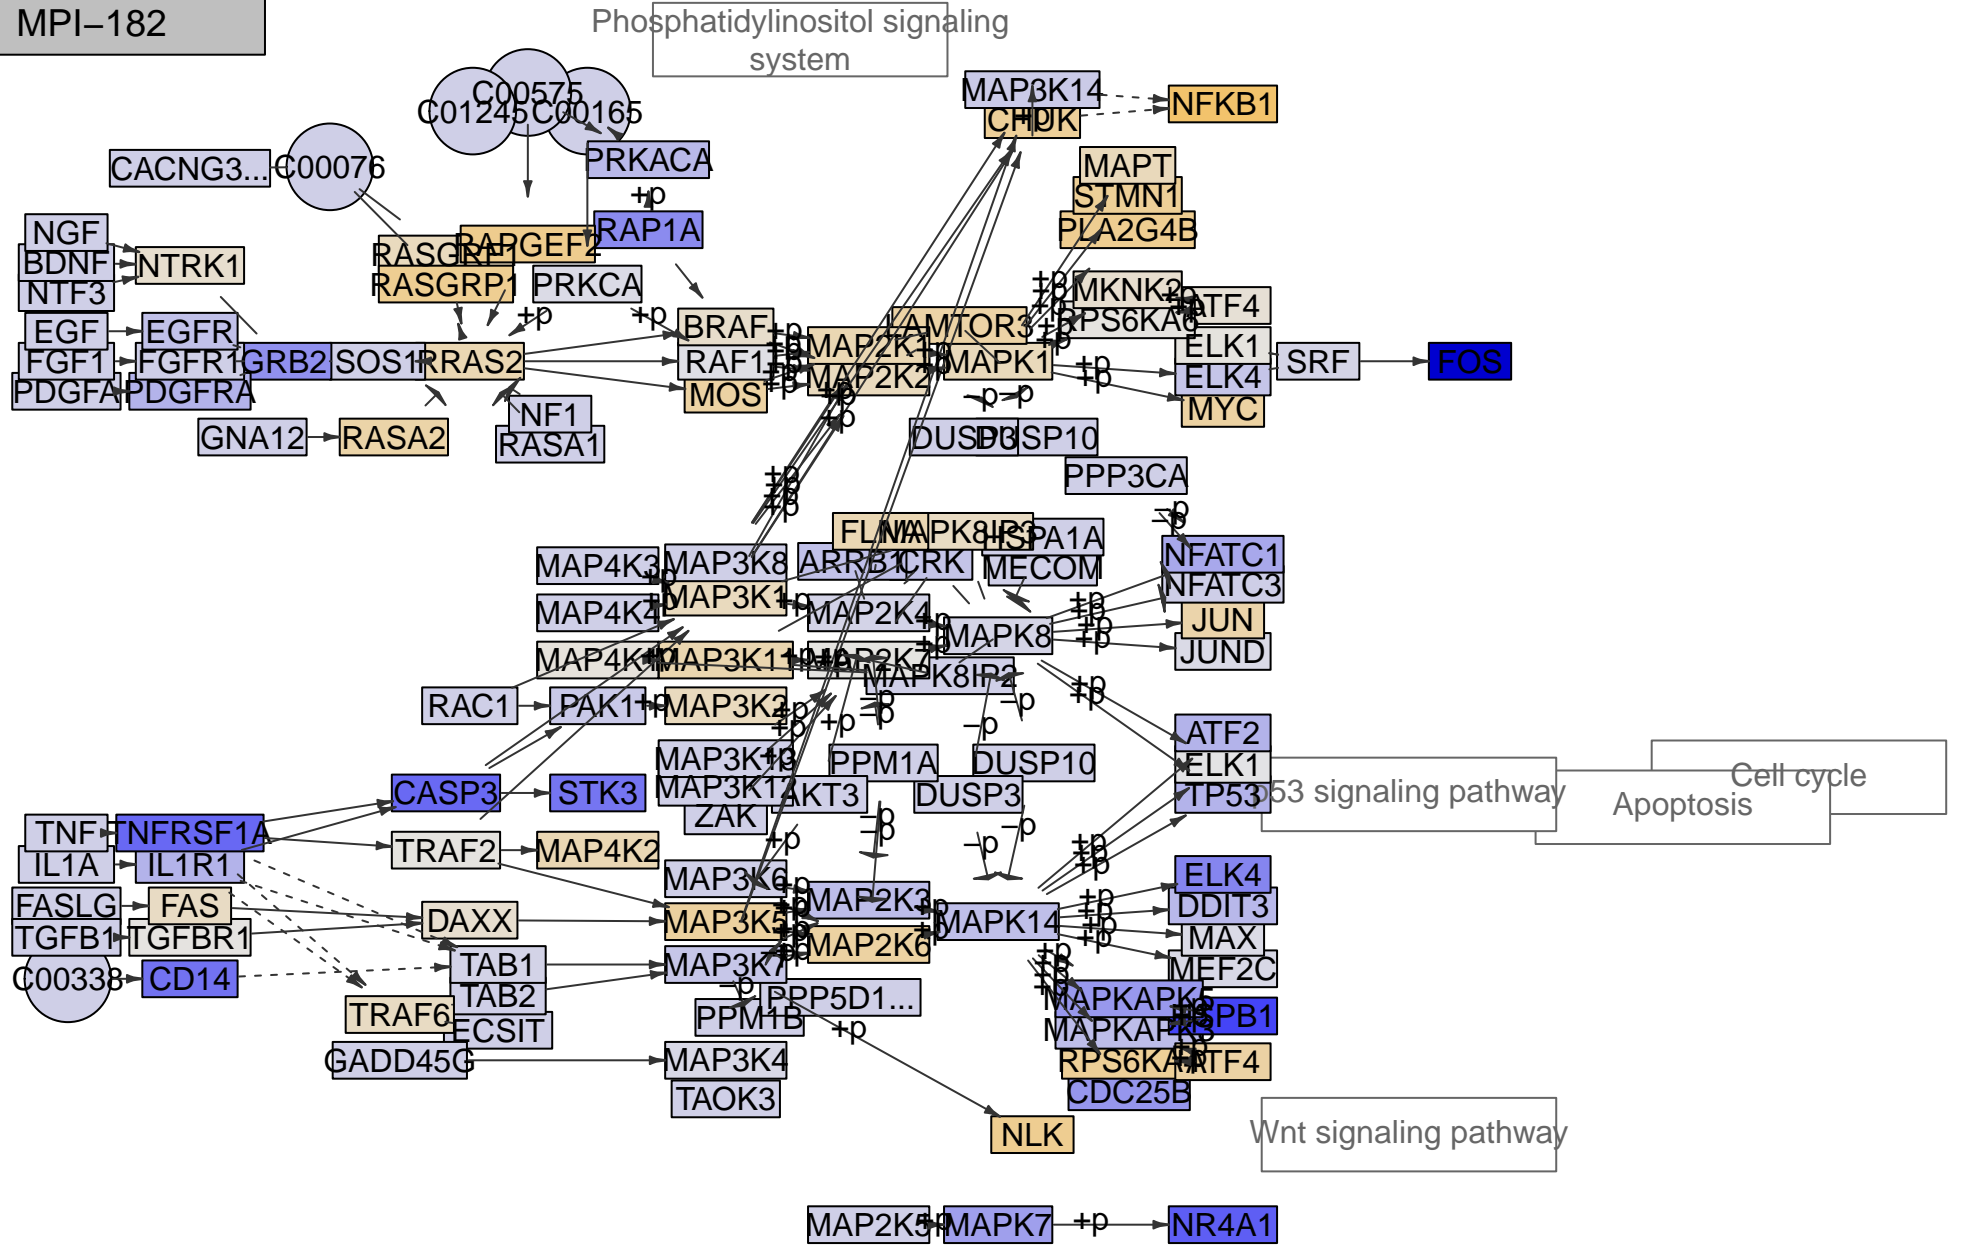 MPI–182
Phosphatidylinositol signaling
system
C00575
C01245
C00165
MAP3K14
NFKB1
CHUK
+p
CACNG3...
C00076
PRKACA
MAPT
+p
STMN1
NGF
RAP1A
PLA2G4B
RAPGEF2
RASGRF1
BDNF
NTRK1
NTF3
RASGRP1
PRKCA
MKNK2
ATF4
+p
+p
EGF
EGFR
BRAF
LAMTOR3
RPS6KA6
FGF1
FGFR1
GRB2
SOS1
RRAS2
RAF1
MAP2K1
MAPK1
ELK1
SRF
FOS
PDGFA
PDGFRA
MOS
MAP2K2
ELK4
+p
+p
–p
–p
MYC
NF1
GNA12
RASA2
RASA1
DUSP3
DUSP10
PPP3CA
+p
+p
–p
–p
FLNA
MAPK8IP3
HSPA1A
NFATC1
MAP4K3
MAP3K8
ARRB1
CRK
MECOM
NFATC3
+p
MAP4K4
+p
MAP3K1
+p
MAP2K4
+p
MAPK8
+p
+p
+p
JUN
JUND
MAP3K11
MAP2K7
MAPK8IP2
RAC1
PAK1
+p
MAP3K2
+p
+p
+p
–p
–p
–p
–p
+p
+p
ATF2
MAP3K13
PPM1A
DUSP10
ELK1
Cell cycle
CASP3
STK3
MAP3K12
AKT3
DUSP3
TP53
p53 signaling pathway
Apoptosis
ZAK
TNF
TNFRSF1A
–p
–p
–p
–p
+p
TRAF2
MAP4K2
IL1A
IL1R1
MAP3K6
ELK4
FASLG
FAS
DAXX
MAP3K5
MAP2K3
MAPK14
DDIT3
TGFB1
TGFBR1
MAP2K6
+p
+p
+p
MAX
C00338
CD14
TAB1
MAP3K7
MEF2C
TAB2
–p
PPP5D1...
TRAF6
ECSIT
PPM1B
+p
GADD45G
MAP3K4
ATF4
TAOK3
CDC25B
NLK
Wnt signaling pathway
MAP2K5
+p
MAPK7
+p
NR4A1